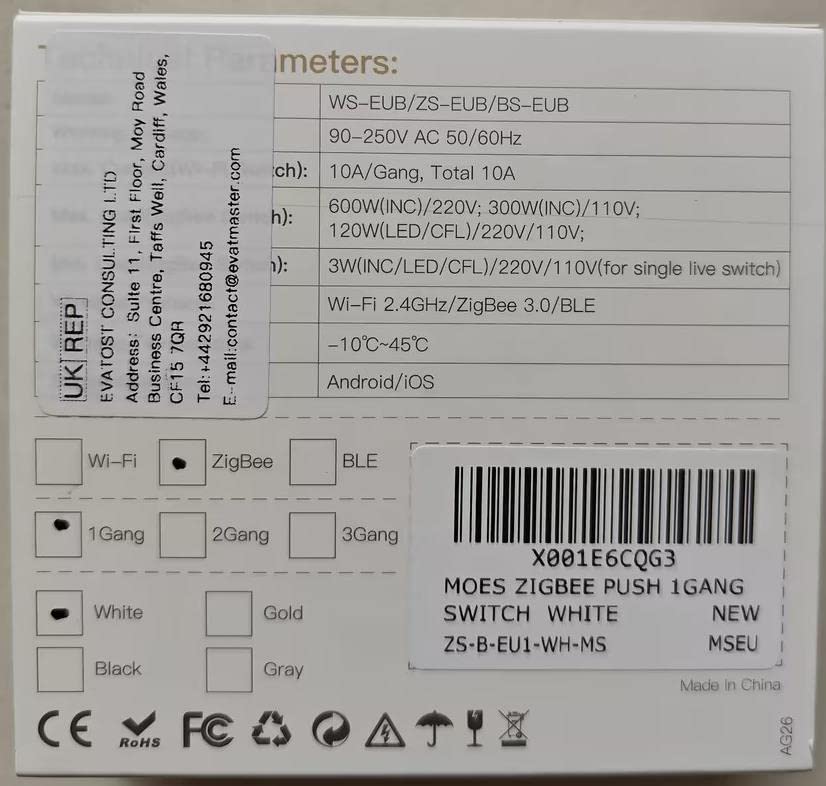 Technical Parameters:
WS-EUB/ZS-EUB/BS-EUB
90-250V AC 50/60Hz
ch): 10A/Gang, Total 10A
h): 600W(INC)/220V; 300W(INC)/110V;
120W(LED/CFL)/220V/110V;
): 3W(INC/LED/CFL)/220V/110V(for single live switch)
Wi-Fi 2.4GHz/ZigBee 3.0/BLE
-10℃~45℃
Android/iOS
UK REP
EVATOST CONSULTING LTD
Address: Suite 11, First Floor, Moy Road
Business Centre, Taffs Well, Cardiff, Wales,
CF15 7QR
Tel:+442921680945
E-mail:contact@evatmaster.com
Wi-Fi ZigBee BLE
1Gang 2Gang 3Gang
White Gold
Black Gray
X001E6CQG3
MOES ZIGBEE PUSH 1GANG
SWITCH WHITE NEW
ZS-B-EU1-WH-MS MSEU
Made In China
CE RoHS FC
AG26